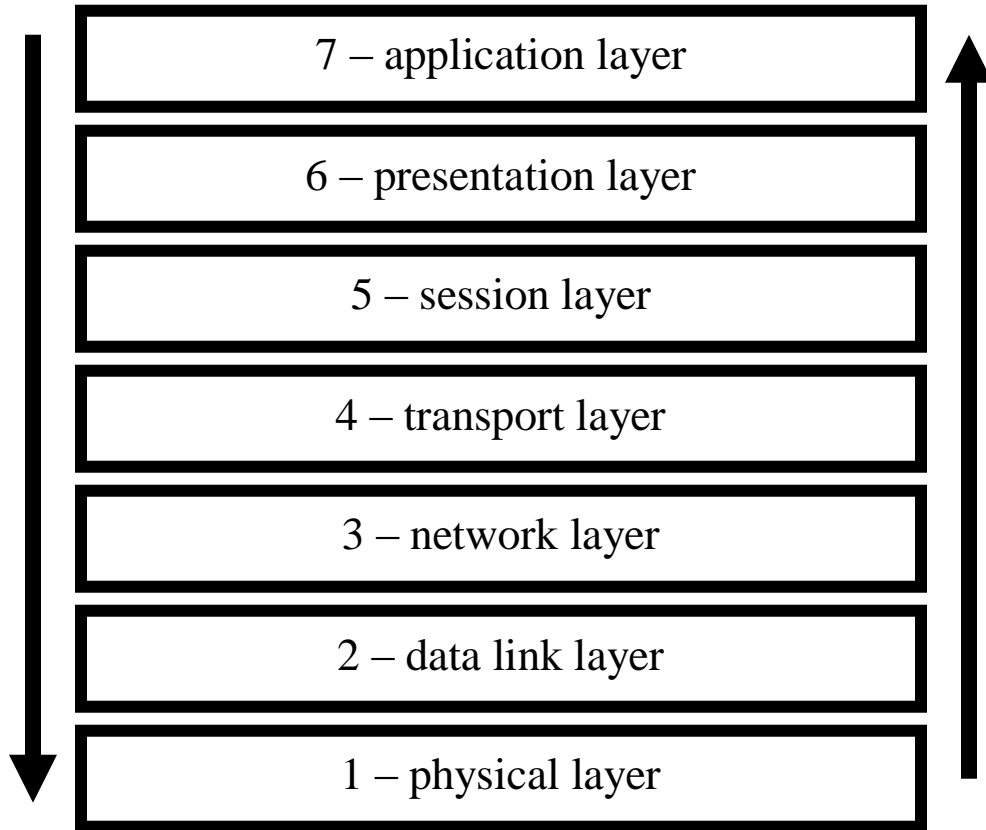 7 – application layer
6 – presentation layer
5 – session layer
4 – transport layer
3 – network layer
2 – data link layer
1 – physical layer